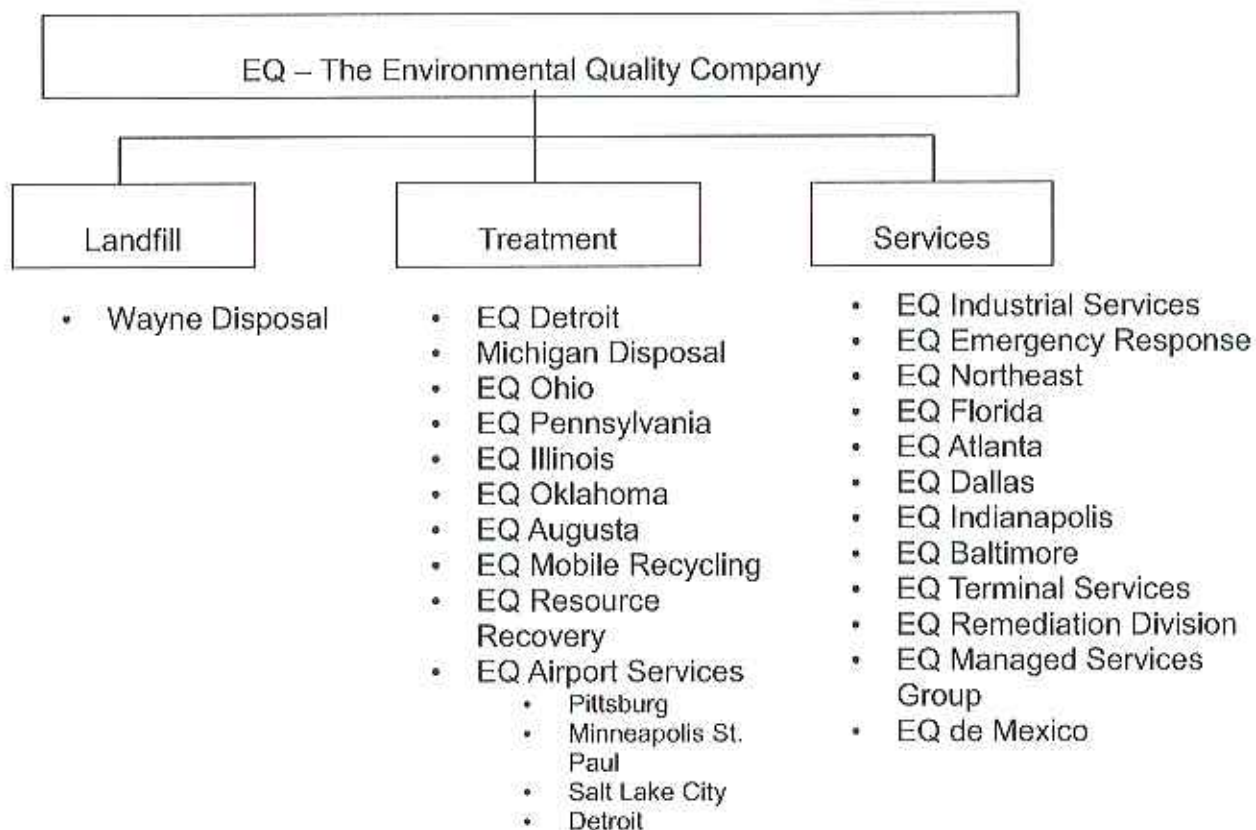 EQ – The Environmental Quality Company
Landfill
Treatment
Services
• Wayne Disposal
• EQ Detroit
• Michigan Disposal
• EQ Ohio
• EQ Pennsylvania
• EQ Illinois
• EQ Oklahoma
• EQ Augusta
• EQ Mobile Recycling
• EQ Resource
Recovery
• EQ Airport Services
• Pittsburg
• Minneapolis St.
Paul
• Salt Lake City
• Detroit
• EQ Industrial Services
• EQ Emergency Response
• EQ Northeast
• EQ Florida
• EQ Atlanta
• EQ Dallas
• EQ Indianapolis
• EQ Baltimore
• EQ Terminal Services
• EQ Remediation Division
• EQ Managed Services
Group
• EQ de Mexico